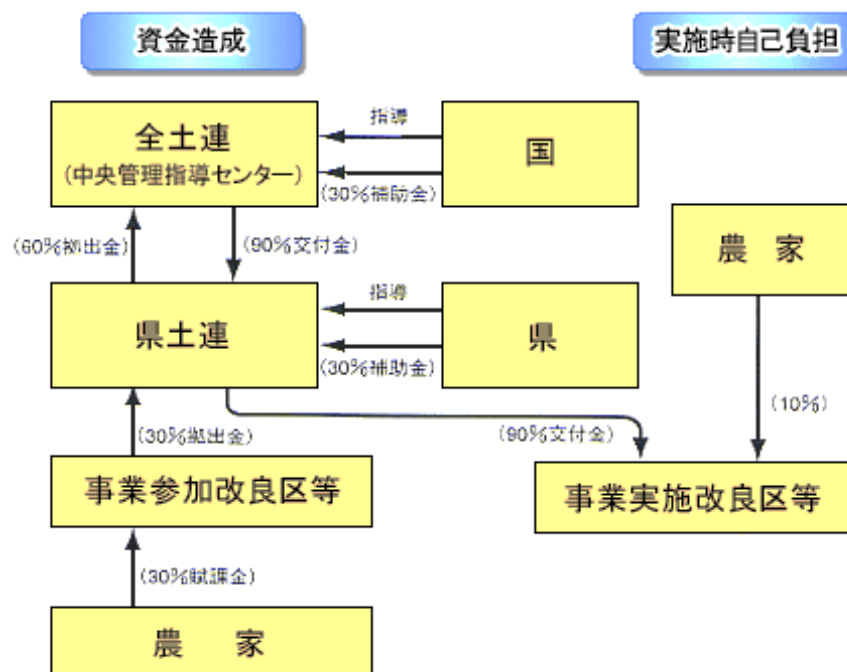 資金造成
実施時自己負担
全土連
(中央管理指導センター)
指導
国
(30%補助金)
(60%拠出金)
(90%交付金)
農 家
県土連
指導
県
(30%補助金)
(10%)
(30%拠出金)
(90%交付金)
事業参加改良区等
事業実施改良区等
(30%賦課金)
農 家